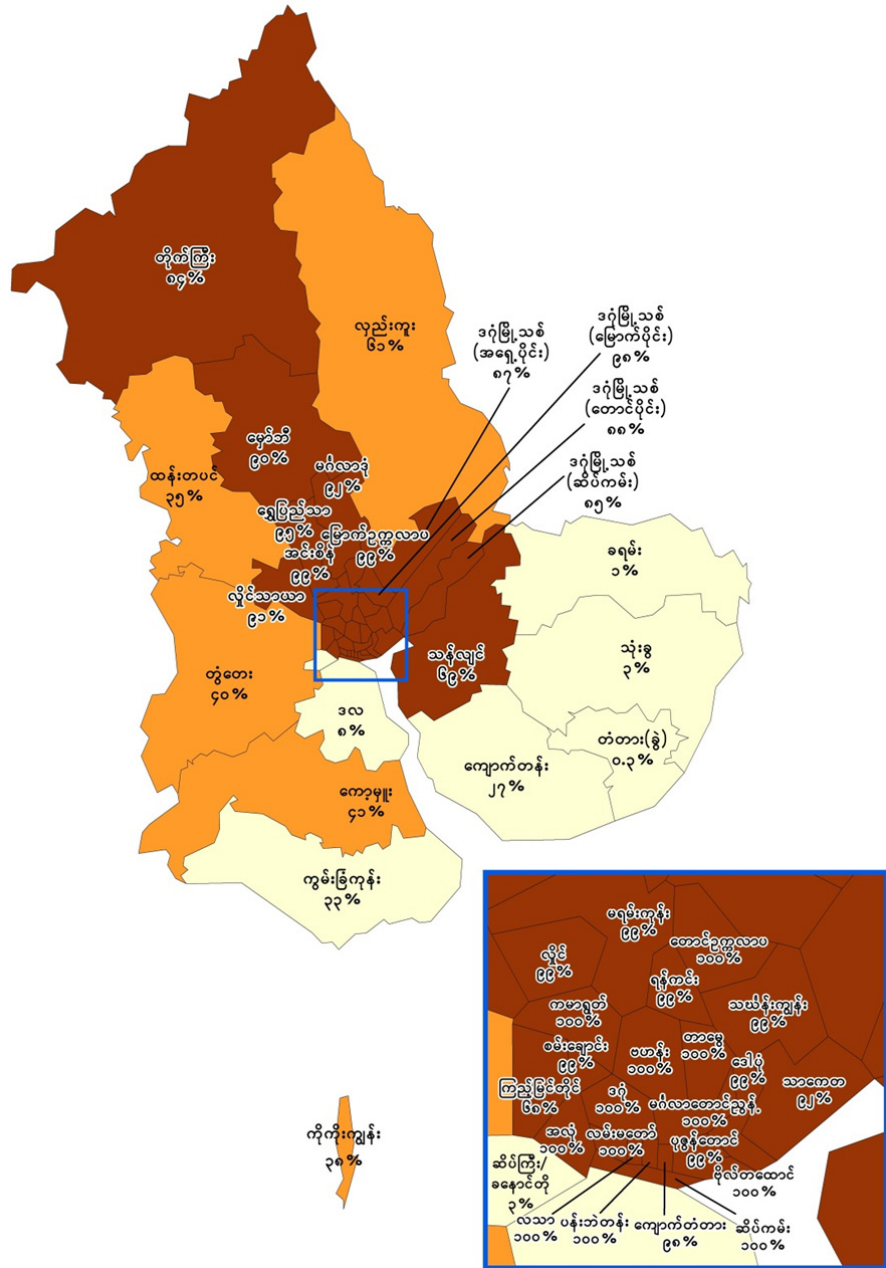 တိုက်ကြီး
၈၄%
လှည်းကူး
၆၁%
ဒဂုံမြို့သစ်
(အရှေ့ပိုင်း)
၈၇%
ဒဂုံမြို့သစ်
(မြောက်ပိုင်း)
၉၈%
ဒဂုံမြို့သစ်
(တောင်ပိုင်း)
၈၈%
ဒဂုံမြို့သစ်
(ဆိပ်ကမ်း)
၈၅%
မှော်ဘီ
၉၀%
မင်္ဂလာဒုံ
၉၂%
ထန်းတပင်
၃၅%
ရွှေပြည်သာ
၉၅%
မြောက်ဥက္ကလာပ
၉၉%
အင်းစိန်
၉၉%
လှိုင်သာယာ
၉၁%
ခရမ်း
၁%
သုံးခွ
၃%
သန်လျင်
၆၉%
တွံတေး
၄၀%
ဒလ
၈%
တံတား(ခွဲ)
၀.၃%
ကျောက်တန်း
၂၇%
ကော့မှူး
၄၁%
ကွမ်းခြံကုန်း
၃၃%
ကိုကိုးကျွန်း
၃၈%
မရမ်းကုန်း
၉၉%
တောင်ဥက္ကလာပ
၁၀၀%
လှိုင်
၉၉%
ရန်ကင်း
၉၉%
ကမာရွတ်
၁၀၀%
သင်္ဃန်းကျွန်း
၉၉%
စမ်းချောင်း
၉၉%
ဗဟန်း
၁၀၀%
တာမွေ
၁၀၀%
ဒေါပုံ
၉၉%
သာကေတ
၉၂%
ကြည့်မြင်တိုင်
၆၈%
ဒဂုံ
၁၀၀%
မင်္ဂလာတောင်ညွန့်
၁၀၀%
အလုံ
၁၀၀%
လမ်းမတော်
၁၀၀%
ပုဇွန်တောင်
၉၉%
ဗိုလ်တထောင်
၁၀၀%
ဆိပ်ကြီး/
ခနောင်တို
၃%
လသာ
၁၀၀%
ပန်းဘဲတန်း
၁၀၀%
ကျောက်တံတား
၉၈%
ဆိပ်ကမ်း
၁၀၀%